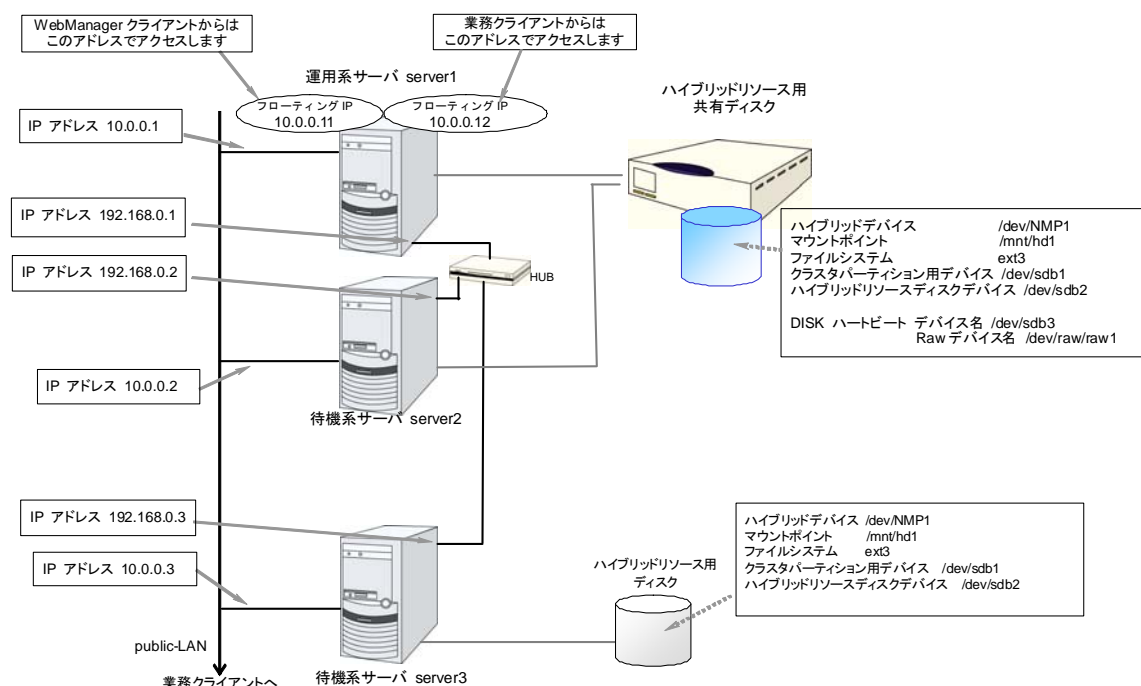 WebManager クライアントからは
このアドレスでアクセスします
業務クライアントからは
このアドレスでアクセスします
運用系サーバ server1
フローティング IP
10.0.0.11
フローティング IP
10.0.0.12
ハイブリッドリソース用
共有ディスク
IP アドレス 10.0.0.1
IP アドレス 192.168.0.1
IP アドレス 192.168.0.2
HUB
ハイブリッドデバイス /dev/NMP1
マウントポイント /mnt/hd1
ファイルシステム ext3
クラスタパーティション用デバイス /dev/sdb1
ハイブリッドリソースディスクデバイス /dev/sdb2
DISK ハートビート デバイス名 /dev/sdb3
Raw デバイス名 /dev/raw/raw1
IP アドレス 10.0.0.2
待機系サーバ server2
IP アドレス 192.168.0.3
IP アドレス 10.0.0.3
ハイブリッドリソース用
ディスク
ハイブリッドデバイス /dev/NMP1
マウントポイント /mnt/hd1
ファイルシステム ext3
クラスタパーティション用デバイス /dev/sdb1
ハイブリッドリソースディスクデバイス /dev/sdb2
public-LAN
業務クライアントへ
待機系サーバ server3